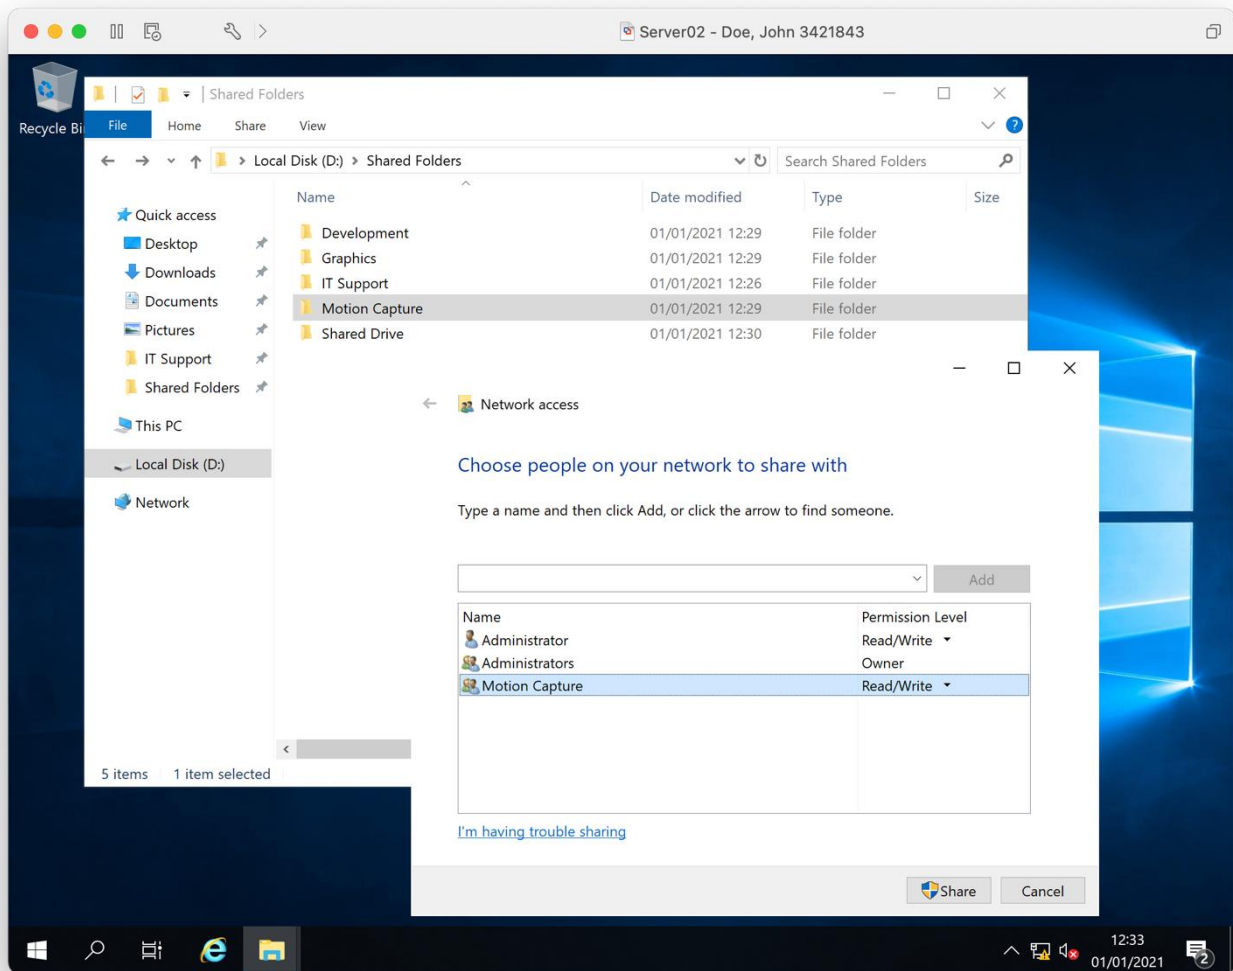 Server02 - Doe, John 3421843
Recycle Bi
Shared Folders
File Home Share View
Local Disk (D:) > Shared Folders
Search Shared Folders
Name Date modified Type Size
Quick access
Desktop
Downloads
Documents
Pictures
IT Support
Shared Folders
This PC
Local Disk (D:)
Network
Development 01/01/2021 12:29 File folder
Graphics 01/01/2021 12:29 File folder
IT Support 01/01/2021 12:26 File folder
Motion Capture 01/01/2021 12:29 File folder
Shared Drive 01/01/2021 12:30 File folder
5 items 1 item selected
Network access
Choose people on your network to share with
Type a name and then click Add, or click the arrow to find someone.
Add
Name Permission Level
Administrator Read/Write
Administrators Owner
Motion Capture Read/Write
I'm having trouble sharing
Share Cancel
12:33
01/01/2021
2